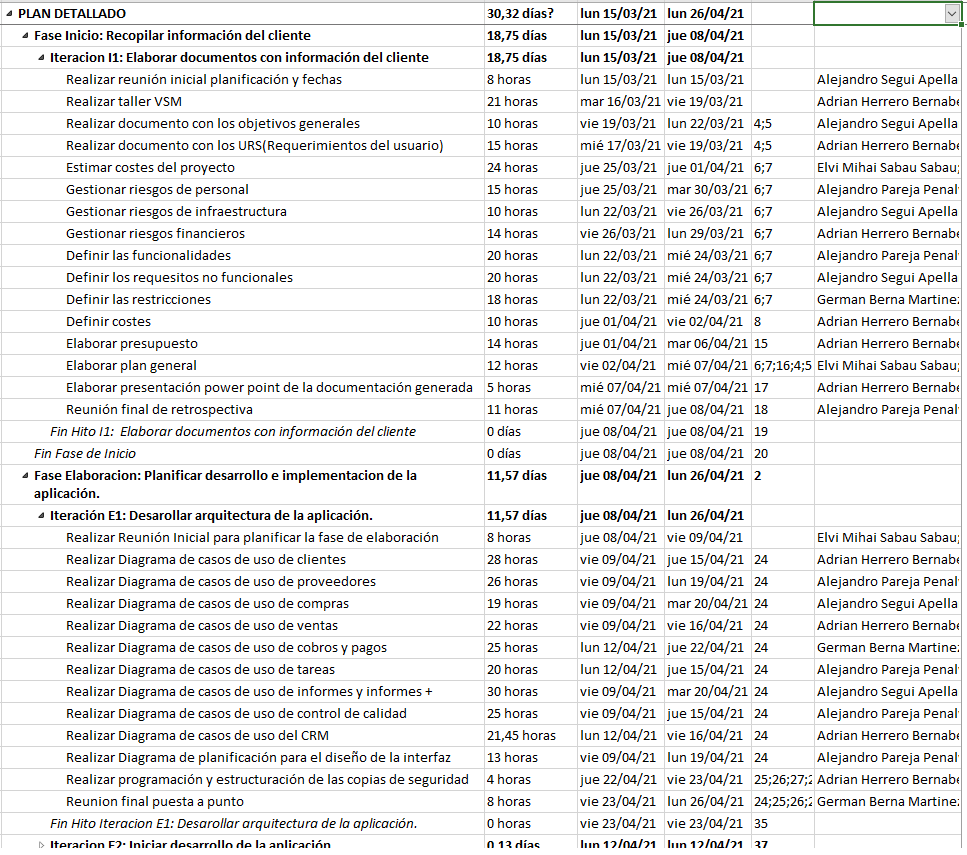 PLAN DETALLADO 30,32 días? lun 15/03/21 lun 26/04/21
Fase Inicio: Recopilar información del cliente 18,75 días lun 15/03/21 jue 08/04/21
Iteracion I1: Elaborar documentos con información del cliente 18,75 días lun 15/03/21 jue 08/04/21
Realizar reunión inicial planificación y fechas 8 horas lun 15/03/21 lun 15/03/21 Alejandro Segui Apella
Realizar taller VSM 21 horas mar 16/03/21 vie 19/03/21 Adrian Herrero Bernabe
Realizar documento con los objetivos generales 10 horas vie 19/03/21 lun 22/03/21 4;5 Alejandro Segui Apella
Realizar documento con los URS(Requerimientos del usuario) 15 horas mié 17/03/21 vie 19/03/21 4;5 Adrian Herrero Bernabe
Estimar costes del proyecto 24 horas jue 25/03/21 jue 01/04/21 6;7 Elvi Mihai Sabau Sabau;
Gestionar riesgos de personal 15 horas jue 25/03/21 mar 30/03/21 6;7 Alejandro Pareja Penal
Gestionar riesgos de infraestructura 10 horas lun 22/03/21 vie 26/03/21 6;7 Alejandro Segui Apella
Gestionar riesgos financieros 14 horas vie 26/03/21 lun 29/03/21 6;7 Adrian Herrero Bernabe
Definir las funcionalidades 20 horas lun 22/03/21 mié 24/03/21 6;7 Alejandro Pareja Penal
Definir los requesitos no funcionales 20 horas lun 22/03/21 mié 24/03/21 6;7 Alejandro Segui Apella
Definir las restricciones 18 horas lun 22/03/21 mié 24/03/21 6;7 German Berna Martinez
Definir costes 10 horas jue 01/04/21 vie 02/04/21 8 Adrian Herrero Bernabe
Elaborar presupuesto 14 horas jue 01/04/21 mar 06/04/21 15 Adrian Herrero Bernabe
Elaborar plan general 12 horas vie 02/04/21 mié 07/04/21 6;7;16;4;5 Elvi Mihai Sabau Sabau;
Elaborar presentación power point de la documentación generada 5 horas mié 07/04/21 mié 07/04/21 17 Adrian Herrero Bernabe
Reunión final de retrospectiva 11 horas mié 07/04/21 jue 08/04/21 18 Alejandro Pareja Penal
Fin Hito I1: Elaborar documentos con información del cliente 0 días jue 08/04/21 jue 08/04/21 19
Fin Fase de Inicio 0 días jue 08/04/21 jue 08/04/21 20
Fase Elaboracion: Planificar desarrollo e implementacion de la 11,57 días jue 08/04/21 lun 26/04/21 2
aplicación.
Iteración E1: Desarollar arquitectura de la aplicación. 11,57 días jue 08/04/21 lun 26/04/21
Realizar Reunión Inicial para planificar la fase de elaboración 8 horas jue 08/04/21 vie 09/04/21 Elvi Mihai Sabau Sabau;
Realizar Diagrama de casos de uso de clientes 28 horas vie 09/04/21 jue 15/04/21 24 Adrian Herrero Bernabe
Realizar Diagrama de casos de uso de proveedores 26 horas vie 09/04/21 lun 19/04/21 24 Alejandro Pareja Penal
Realizar Diagrama de casos de uso de compras 19 horas vie 09/04/21 mar 20/04/21 24 Alejandro Segui Apella
Realizar Diagrama de casos de uso de ventas 22 horas vie 09/04/21 vie 16/04/21 24 Adrian Herrero Bernabe
Realizar Diagrama de casos de uso de cobros y pagos 25 horas lun 12/04/21 jue 22/04/21 24 German Berna Martinez
Realizar Diagrama de casos de uso de tareas 20 horas lun 12/04/21 jue 15/04/21 24 Alejandro Pareja Penal
Realizar Diagrama de casos de uso de informes y informes + 30 horas vie 09/04/21 mar 20/04/21 24 Alejandro Segui Apella
Realizar Diagrama de casos de uso de control de calidad 25 horas vie 09/04/21 jue 15/04/21 24 Alejandro Pareja Penal
Realizar Diagrama de casos de uso del CRM 21,45 horas lun 12/04/21 vie 16/04/21 24 Adrian Herrero Bernabe
Realizar Diagrama de planificación para el diseño de la interfaz 13 horas vie 09/04/21 lun 19/04/21 24 Alejandro Pareja Penal
Realizar programación y estructuración de las copias de seguridad 4 horas jue 22/04/21 vie 23/04/21 25;26;27;2 Adrian Herrero Bernabe
Reunion final puesta a punto 8 horas vie 23/04/21 lun 26/04/21 24;25;26;2 German Berna Martinez
Fin Hito Iteracion E1: Desarollar arquitectura de la aplicación. 0 horas vie 23/04/21 vie 23/04/21 35
Iteracion E2: Iniciar desarrollo de la aplicación 0,13 días lun 12/04/21 lun 12/04/21 37